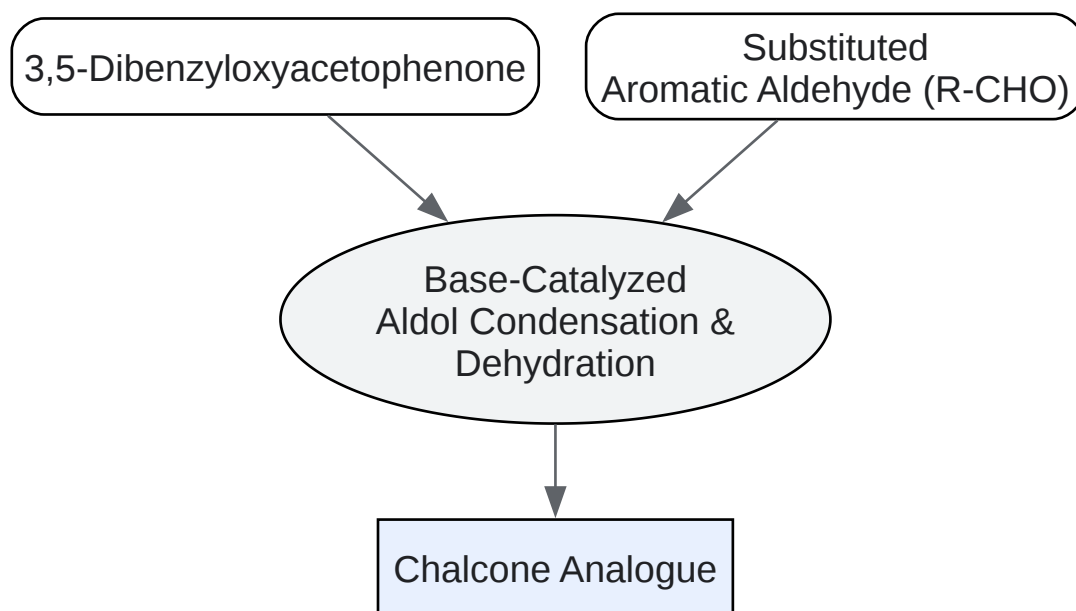 3,5-Dibenzyloxyacetophenone
Substituted
Aromatic Aldehyde (R-CHO)
Base-Catalyzed
Aldol Condensation &
Dehydration
Chalcone Analogue